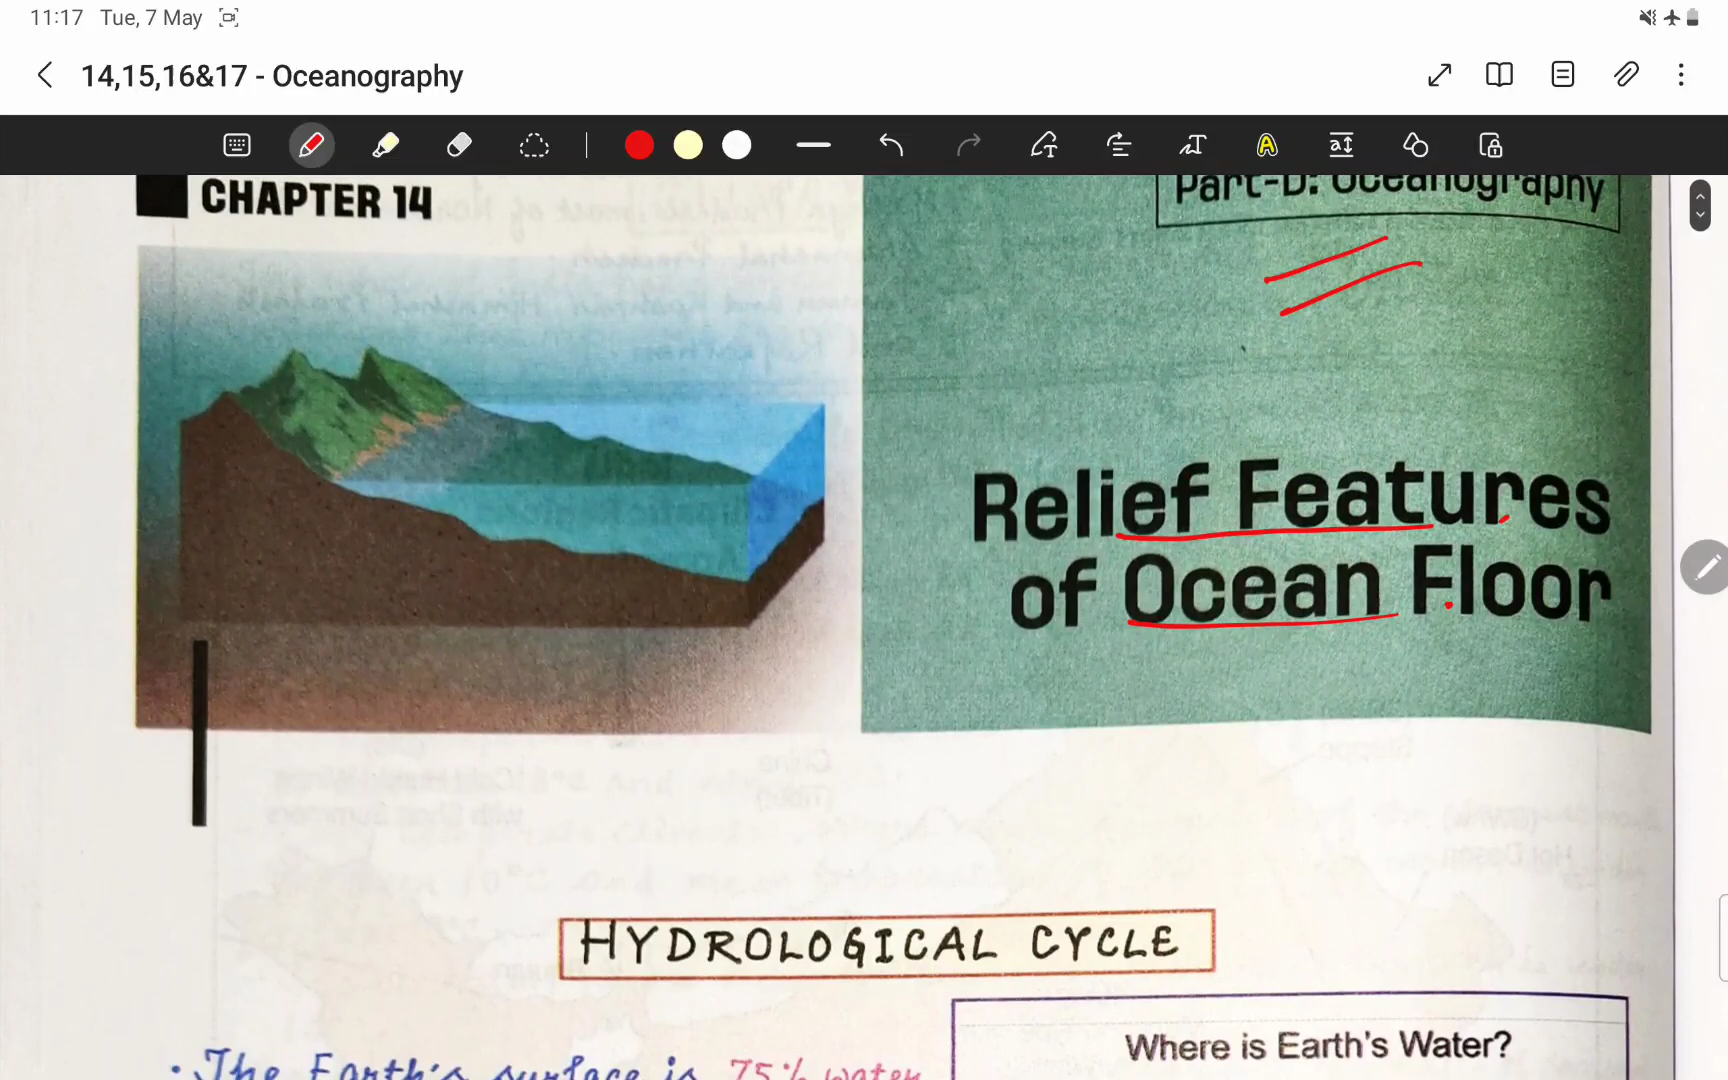 11:17 Tue, 7 May
14,15,16&17 - Oceanography
CHAPTER 14
Part-D: Oceanography
Relief Features
of Ocean Floor
HYDROLOGICAL CYCLE
Where is Earth's Water?
• The Earth's surface is 75% water